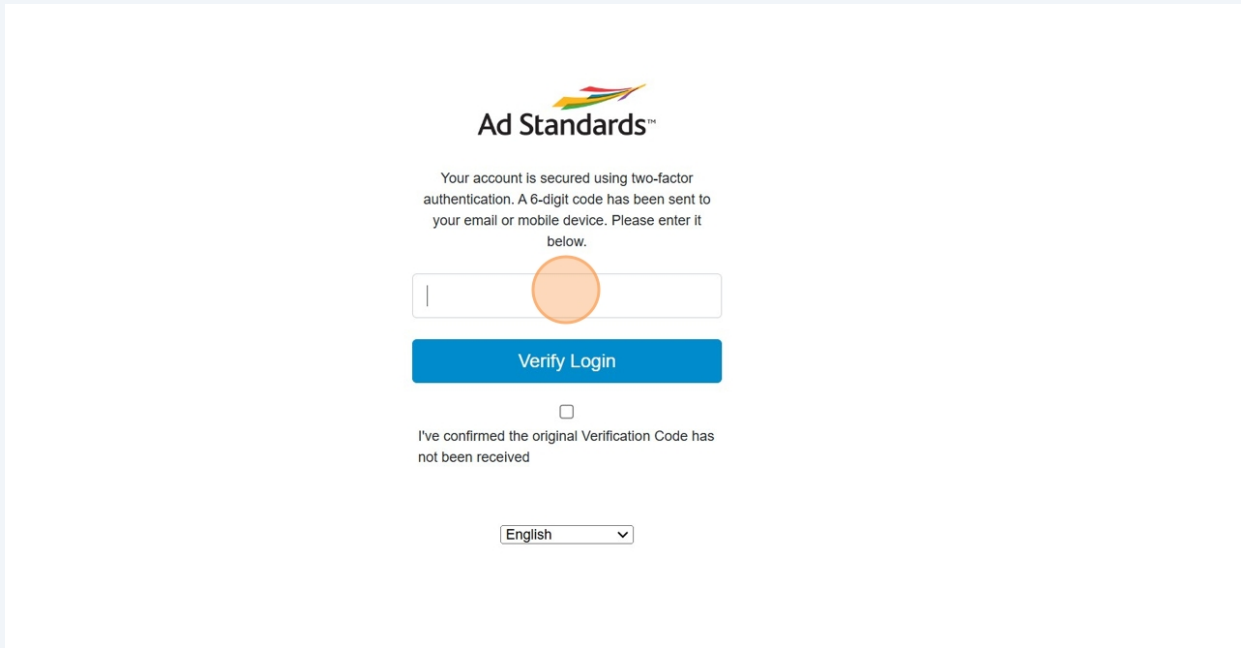 Ad Standards™
Your account is secured using two-factor
authentication. A 6-digit code has been sent to
your email or mobile device. Please enter it
below.
Verify Login
I've confirmed the original Verification Code has
not been received
English